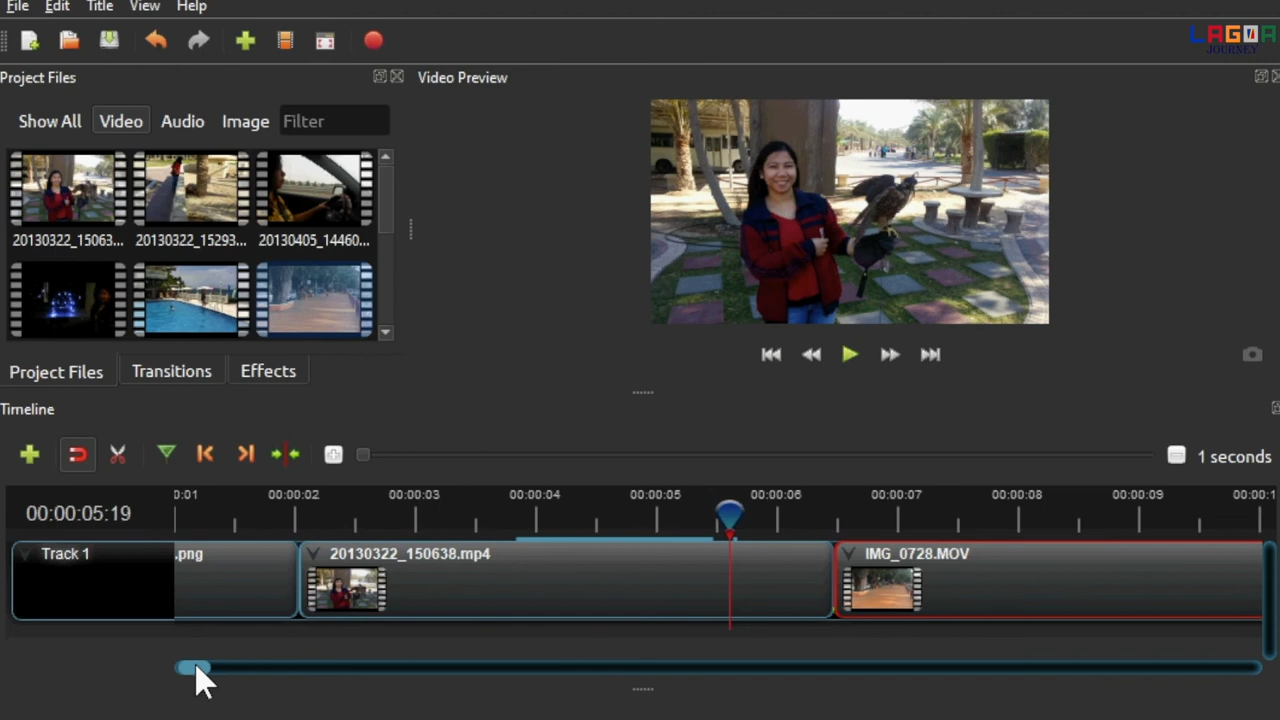 File Edit Title View Help
LAGOA
JOURNEY
Project Files
Video Preview
Show All Video Audio Image Filter
20130322_15063... 20130322_15293... 20130405_14460...
Project Files Transitions Effects
Timeline
1 seconds
0:01 00:00:02 00:00:03 00:00:04 00:00:05 00:00:06 00:00:07 00:00:08 00:00:09 00:00:1
00:00:05:19
Track 1 .png 20130322_150638.mp4 IMG_0728.MOV